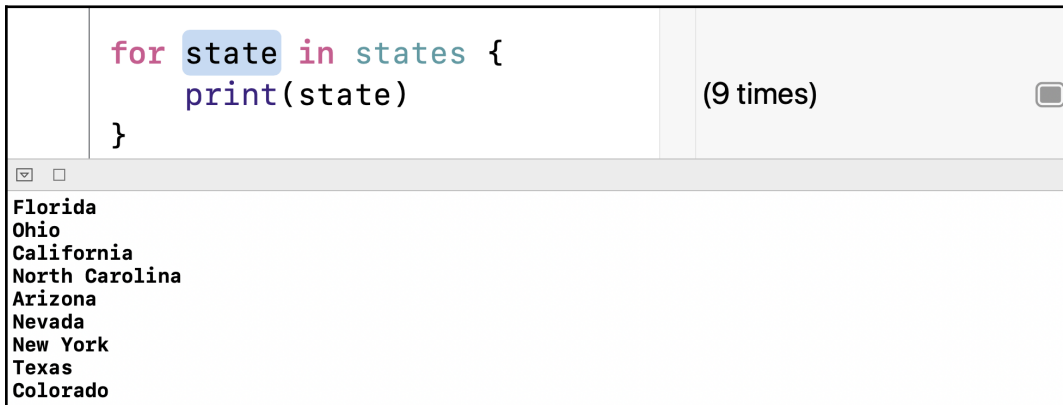 for state in states {
print(state)
(9 times)
}
Florida
Ohio
California
North Carolina
Arizona
Nevada
New York
Texas
Colorado